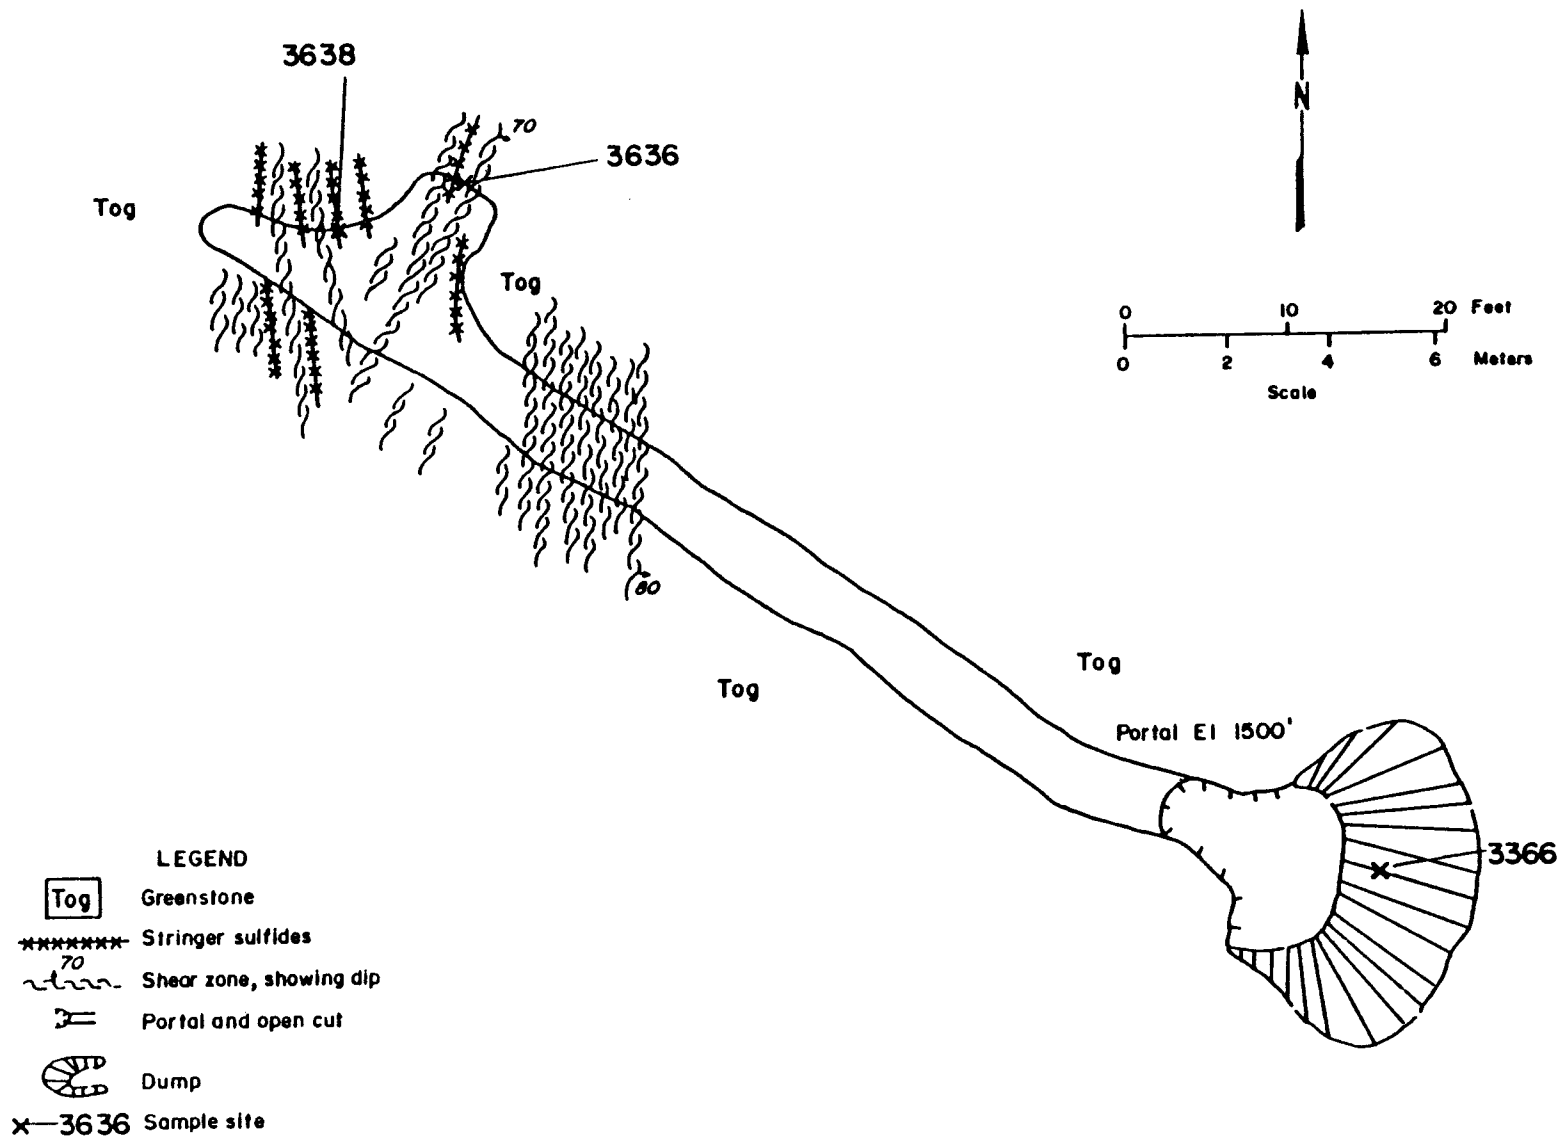 3638
N
70
3636
Tog
Tog
0 10 20 Feet
0 2 4 6 Meters
Scale
80
Tog
Tog
Portal El 1500'
3366
LEGEND
Tog Greenstone
Stringer sulfides
70
Shear zone, showing dip
Portal and open cut
Dump
x—3636 Sample site